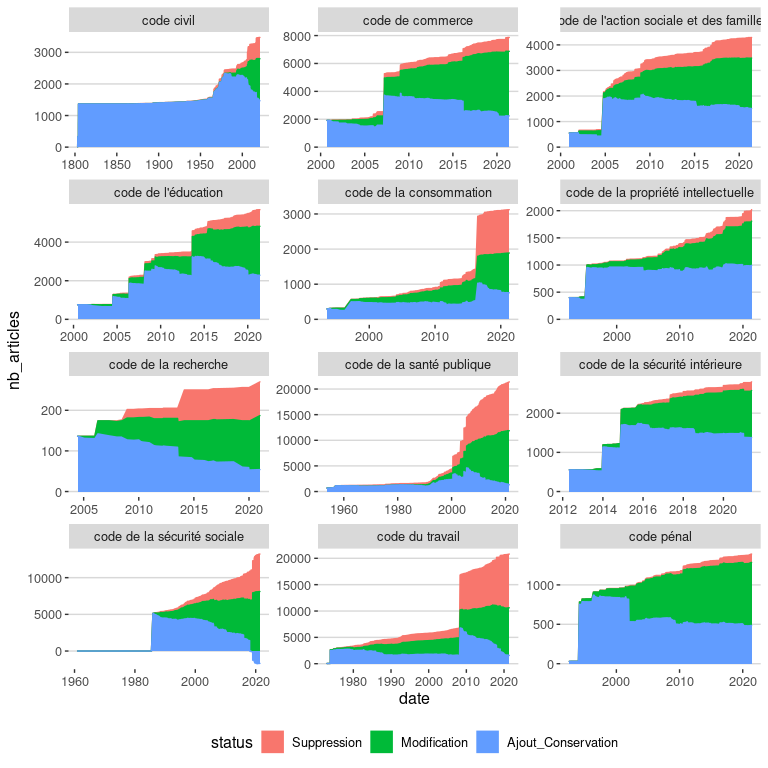 code civil
code de commerce
ode de l'action sociale et des famille
3000
2000
1000
0
1800 1850 1900 1950 2000
8000
6000
4000
2000
0
2000 2005 2010 2015 2020
4000
3000
2000
1000
0
2000 2005 2010 2015 2020
code de l'éducation
code de la consommation
code de la propriété intellectuelle
4000
2000
0
2000 2005 2010 2015 2020
3000
2000
1000
0
2000 2010 2020
2000
1500
1000
500
0
2000 2010 2020
nb_articles
code de la recherche
code de la santé publique
code de la sécurité intérieure
200
100
0
2005 2010 2015 2020
20000
15000
10000
5000
0
1960 1980 2000 2020
2000
1000
0
2012 2014 2016 2018 2020
code de la sécurité sociale
code du travail
code pénal
10000
5000
0
1960 1980 2000 2020
20000
15000
10000
5000
0
1980 1990 2000 2010 2020
1000
500
0
2000 2010 2020
date
status Suppression Modification Ajout_Conservation